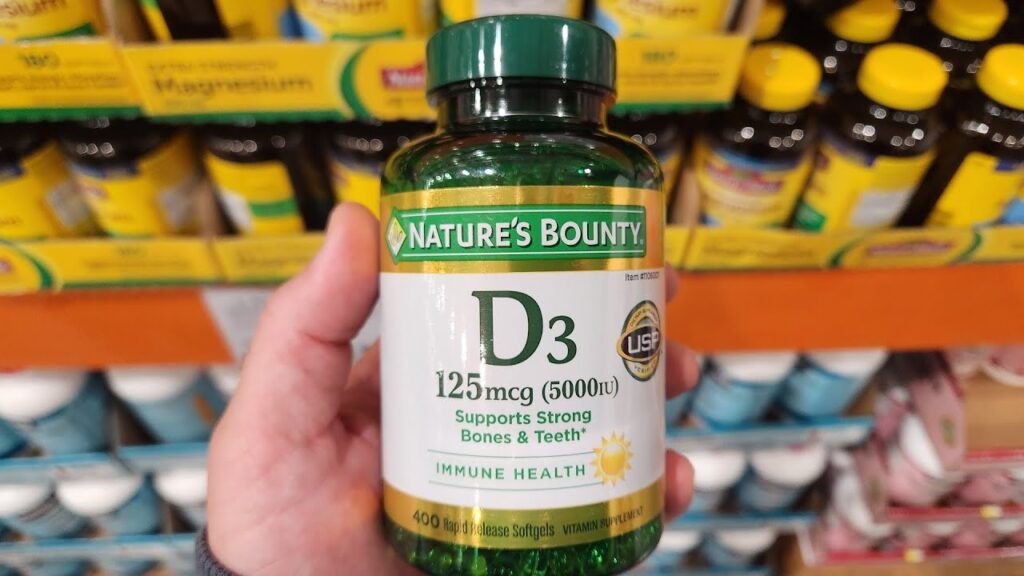 180
Magnesium
NATURE'S BOUNTY
D3
USP
125mcg (5000IU)
Supports Strong
Bones & Teeth*
IMMUNE HEALTH
400 Rapid Release Softgels VITAMIN SUPPLEMENT